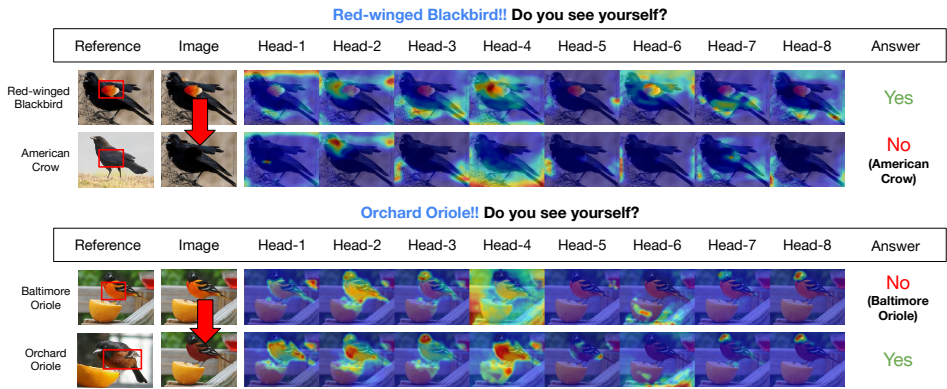 Red-winged Blackbird!! Do you see yourself?
Reference Image Head-1 Head-2 Head-3 Head-4 Head-5 Head-6 Head-7 Head-8 Answer
Red-winged
Blackbird
Yes
American
Crow
No
(American
Crow)
Orchard Oriole!! Do you see yourself?
Reference Image Head-1 Head-2 Head-3 Head-4 Head-5 Head-6 Head-7 Head-8 Answer
Baltimore
Oriole
No
(Baltimore
Oriole)
Orchard
Oriole
Yes